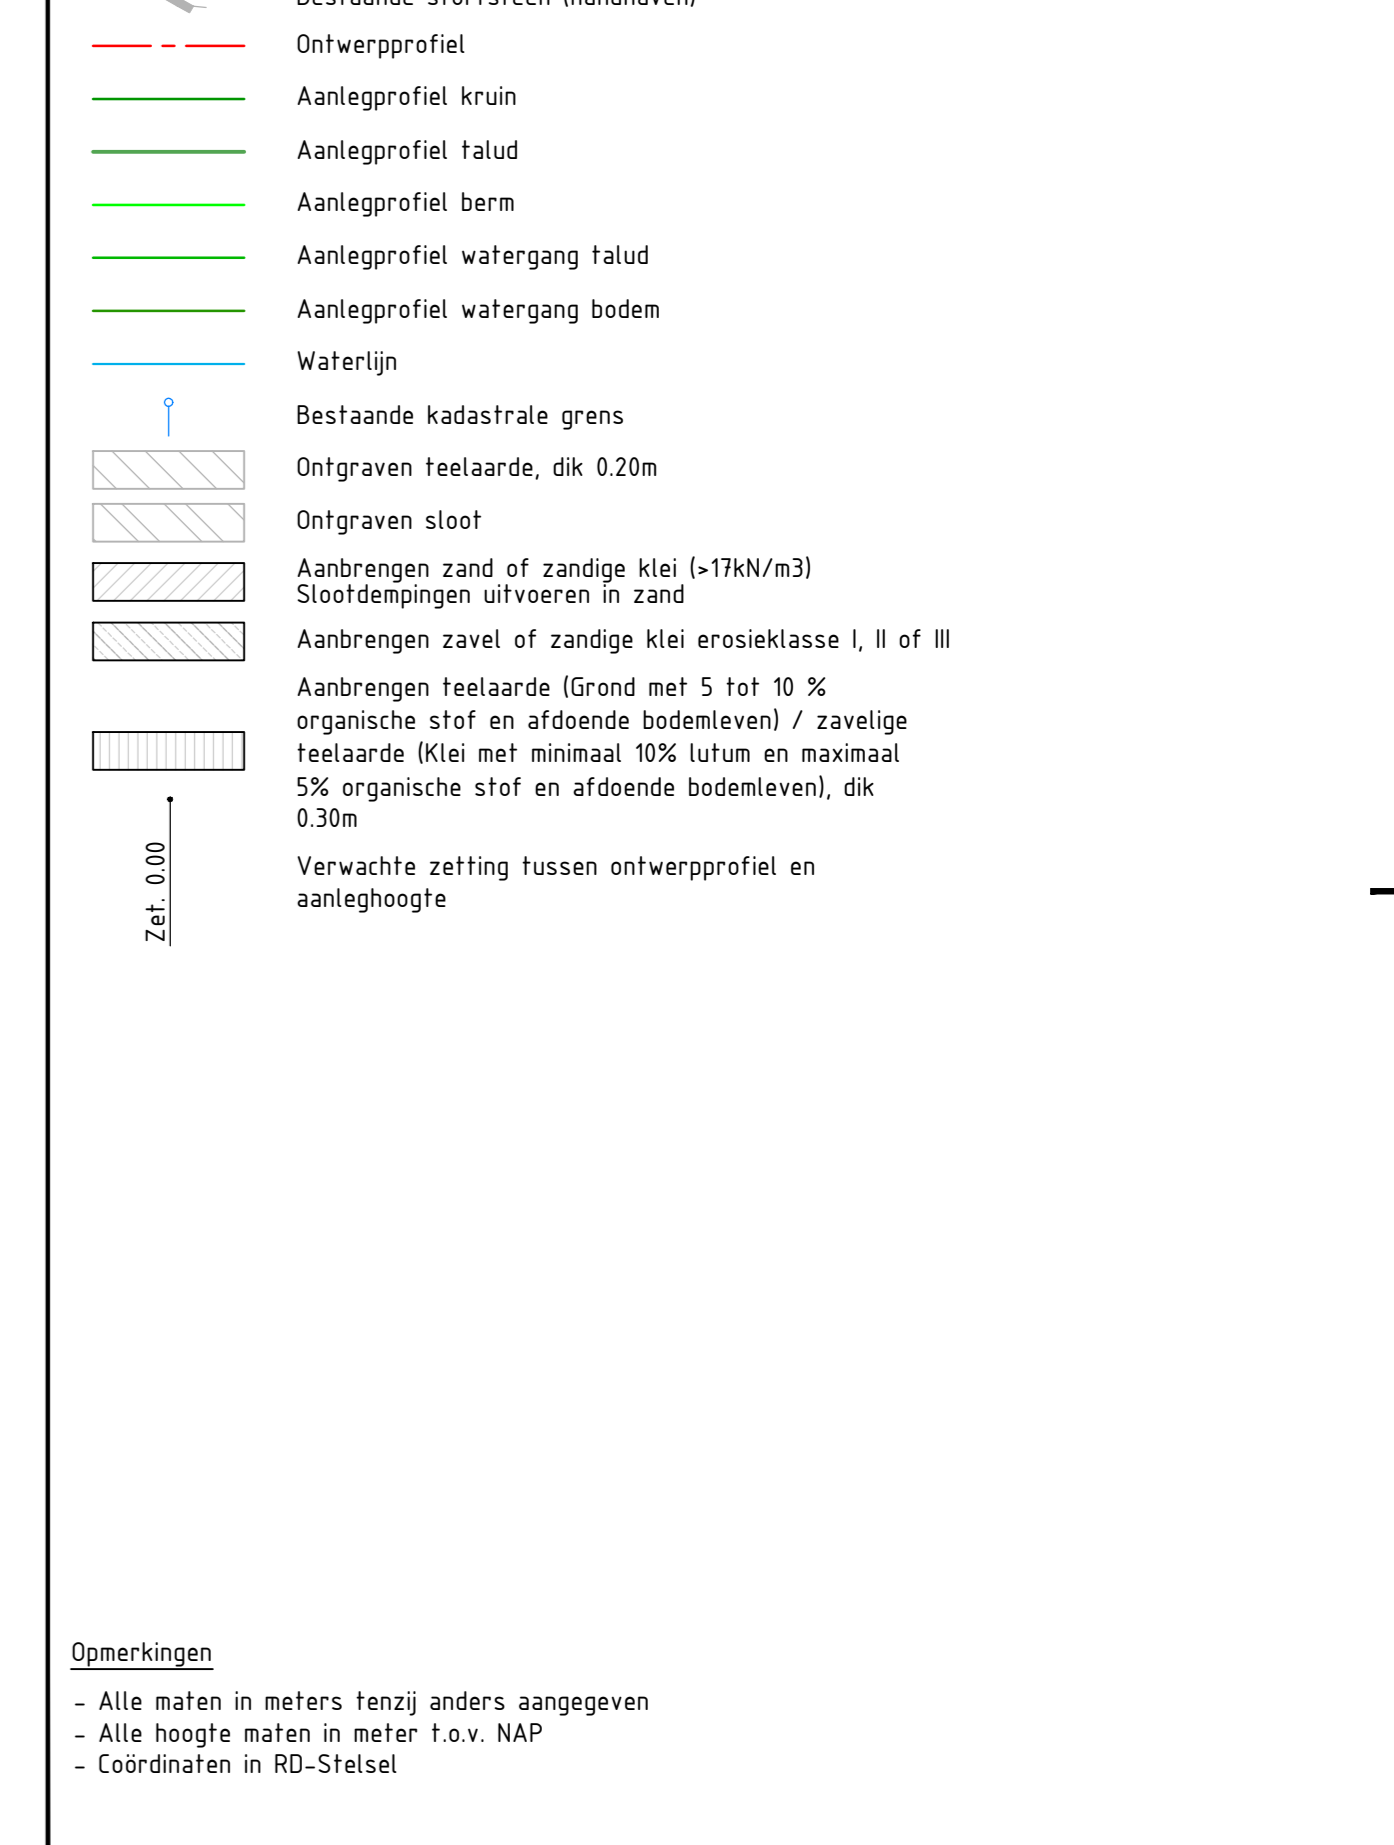 Ontwerpprofiel
Aanlegprofiel kruin
Aanlegprofiel talud
Aanlegprofiel berm
Aanlegprofiel watergang talud
Aanlegprofiel watergang bodem
Waterlijn
Bestaande kadastrale grens
Ontgraven teelaarde, dik 0.20m
Ontgraven sloot
Aanbrengen zand of zandige klei (>17kN/m3)
Slootdempingen uitvoeren in zand
Aanbrengen zavel of zandige klei erosieklasse I, II of III
Aanbrengen teelaarde (Grond met 5 tot 10 %
organische stof en afdoende bodemleven) / zavelige
teelaarde (Klei met minimaal 10% lutum en maximaal
5% organische stof en afdoende bodemleven), dik
0.30m
Zet. 0.00
Verwachte zetting tussen ontwerpprofiel en
aanleghoogte
Opmerkingen
- Alle maten in meters tenzij anders aangegeven
- Alle hoogte maten in meter t.o.v. NAP
- Coördinaten in RD-Stelsel